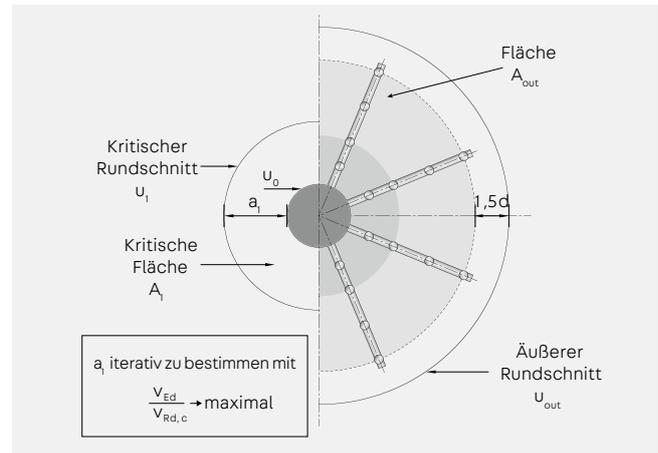 Fläche
A_out
Kritischer
Rundschnitt
u_1
u_0
a_1
1,5d
Kritische
Fläche
A_1
a_1 iterativ zu bestimmen mit
v_Ed
v_Rd,c → maximal
Äußerer
Rundschnitt
u_out